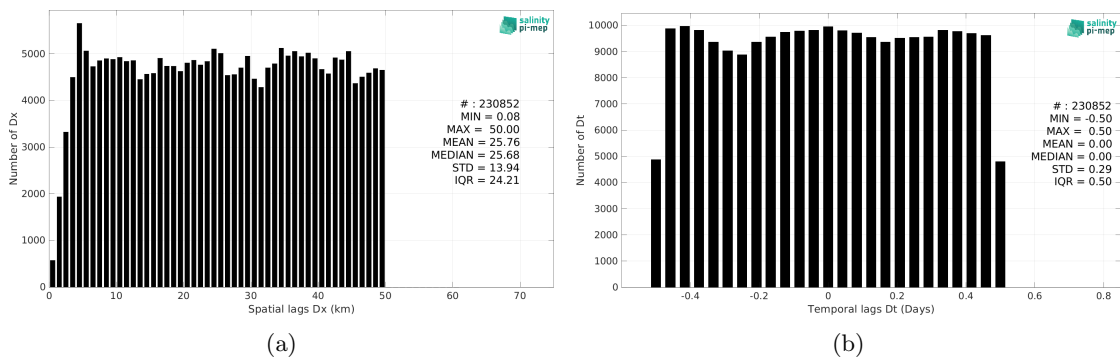 salinity
pi-mep
6000
5000
4000
3000
2000
1000
0
Number of Dx
# : 230852
MIN = 0.08
MAX = 50.00
MEAN = 25.76
MEDIAN = 25.68
STD = 13.94
IQR = 24.21
0 10 20 30 40 50 60 70
Spatial lags Dx (km)
(a)
salinity
pi-mep
10000
9000
8000
7000
6000
5000
4000
3000
2000
1000
0
Number of Dt
# : 230852
MIN = -0.50
MAX = 0.50
MEAN = 0.00
MEDIAN = 0.00
STD = 0.29
IQR = 0.50
-0.4 -0.2 0 0.2 0.4 0.6 0.8
Temporal lags Dt (Days)
(b)